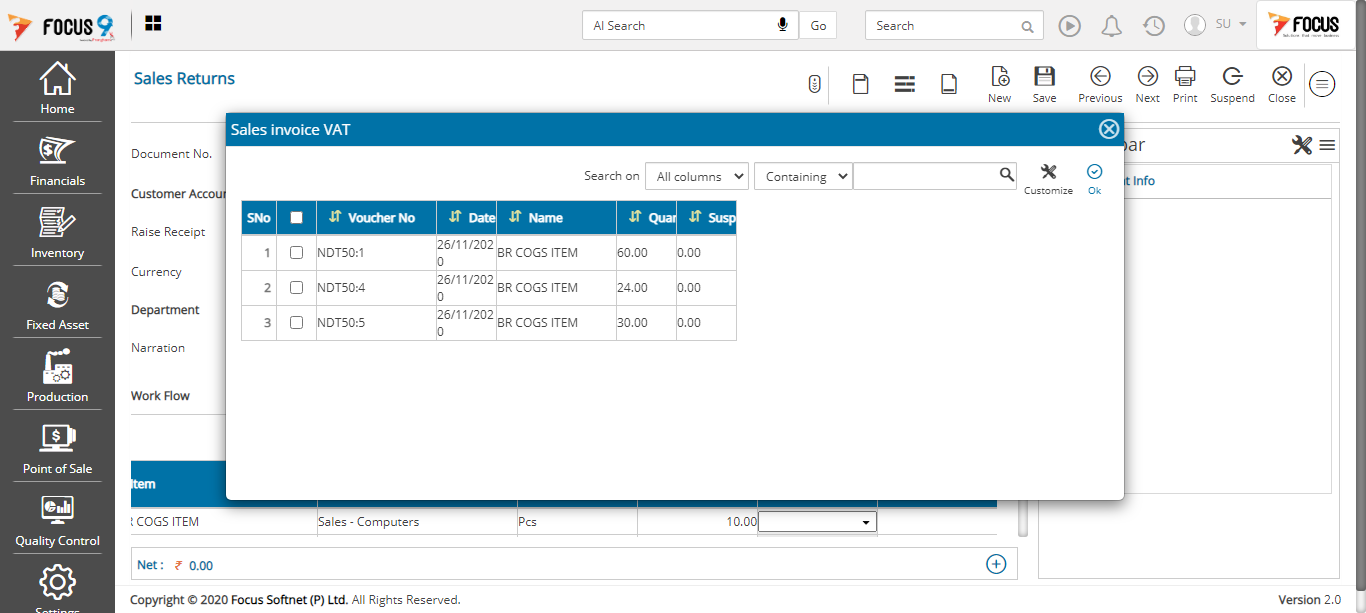 FOCUS 9
AI Search
Go
Search
SU
FOCUS
Home
Financials
Inventory
Fixed Asset
Production
Point of Sale
Quality Control
Settings
Sales Returns
New
Save
Previous
Next
Print
Suspend
Close
Document No.
Customer Accou
Raise Receipt
Currency
Department
Narration
Work Flow
Sales invoice VAT
Search on
All columns
Containing
Customize
Ok
SNo Voucher No Date Name Quan Susp
1 NDT50:1 26/11/2020 BR COGS ITEM 60.00 0.00
2 NDT50:4 26/11/2020 BR COGS ITEM 24.00 0.00
3 NDT50:5 26/11/2020 BR COGS ITEM 30.00 0.00
bar
t Info
Item
COGS ITEM Sales - Computers Pcs 10.00
Net : ₹ 0.00
Copyright © 2020 Focus Softnet (P) Ltd. All Rights Reserved.
Version 2.0